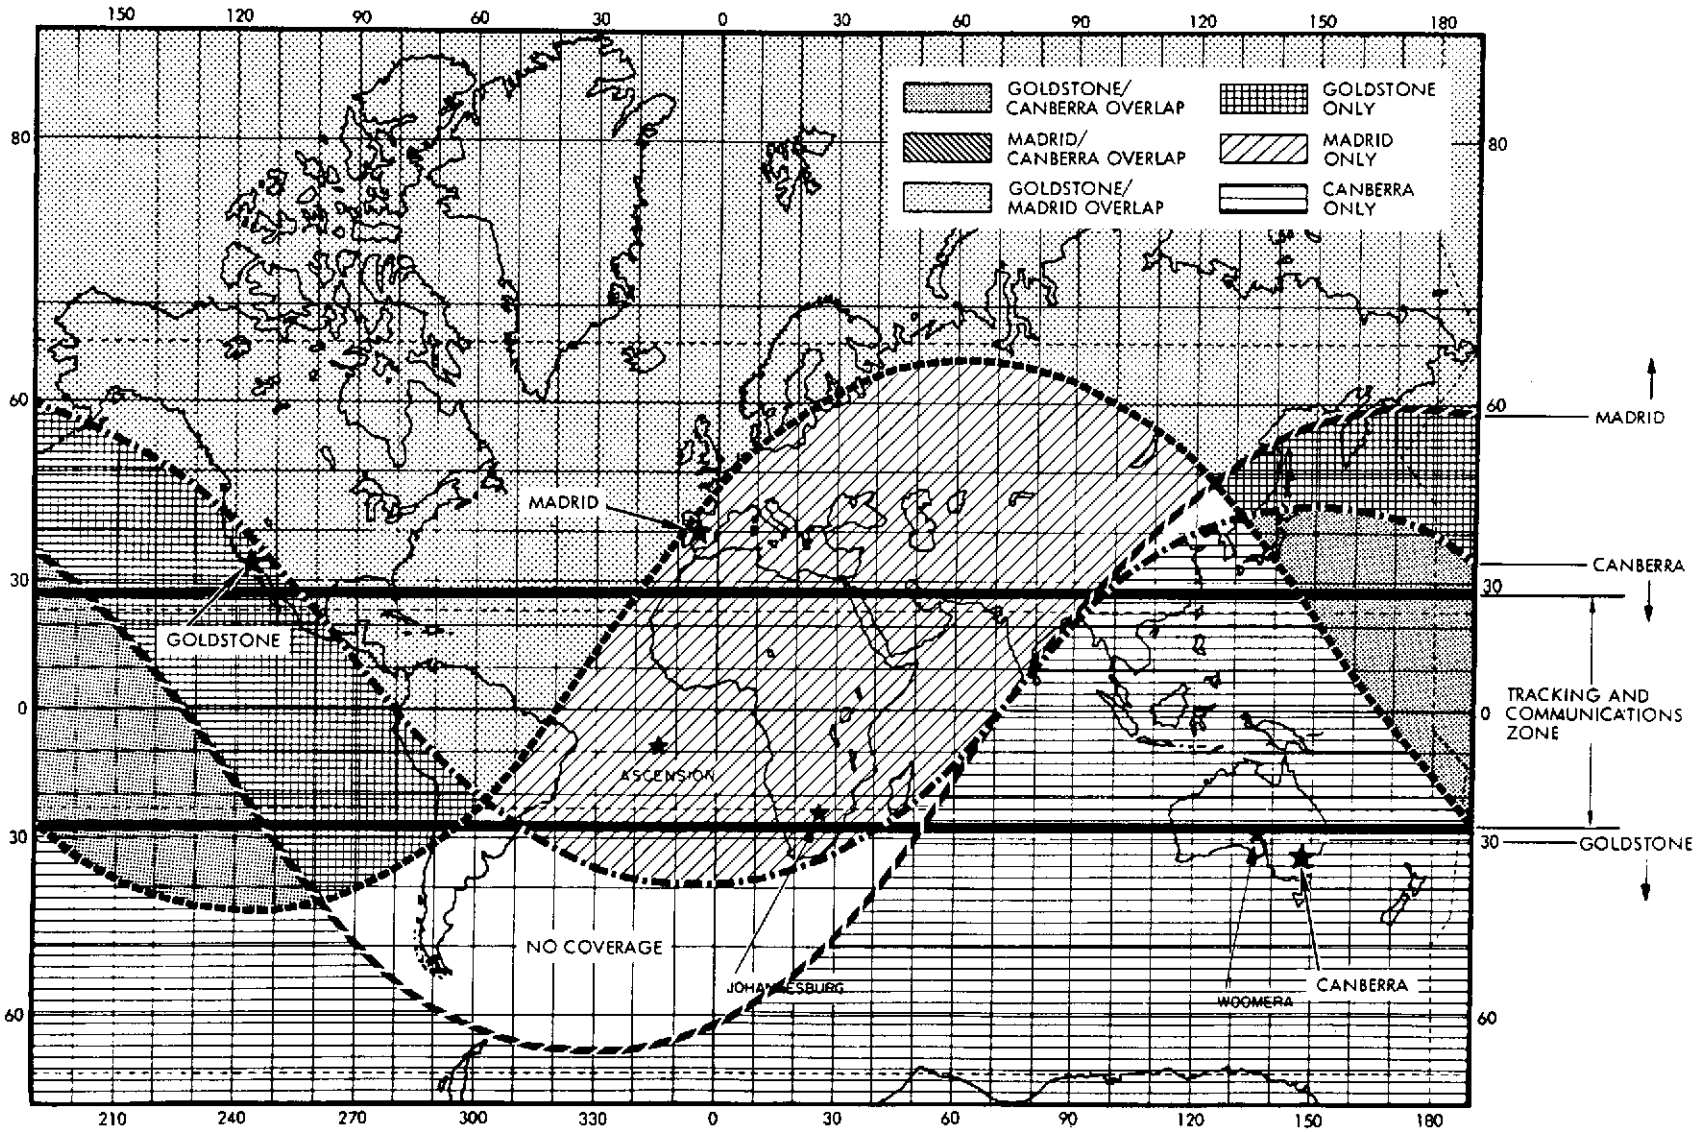 150 120 90 60 30 0 30 60 90 120 150 180
GOLDSTONE/
CANBERRA OVERLAP
GOLDSTONE
ONLY
MADRID/
CANBERRA OVERLAP
MADRID
ONLY
GOLDSTONE/
MADRID OVERLAP
CANBERRA
ONLY
80 80
60 60
MADRID
MADRID
CANBERRA
30 30
GOLDSTONE
TRACKING AND
COMMUNICATIONS
ZONE
0 0
ASCENSION
30 30
GOLDSTONE
NO COVERAGE
JOHANNESBURG
WOOMERA
CANBERRA
60 60
210 240 270 300 330 0 30 60 90 120 150 180